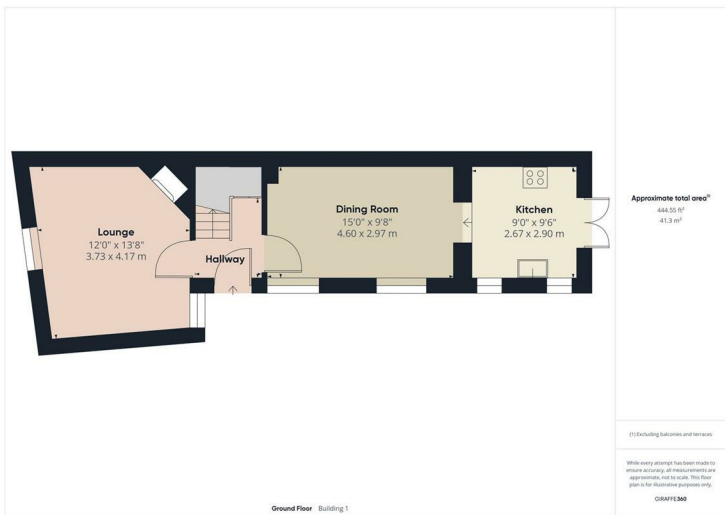 Lounge
12'0" x 13'8"
3.73 x 4.17 m
Hallway
Dining Room
15'0" x 9'8"
4.60 x 2.97 m
Kitchen
9'0" x 9'6"
2.67 x 2.90 m
Ground Floor Building 1
Approximate total area⁽¹⁾
444.55 ft²
41.3 m²
(1) Excluding balconies and terraces
While every attempt has been made to
ensure accuracy, all measurements are
approximate, not to scale. This floor
plan is for illustrative purposes only.
GIRAFFE360